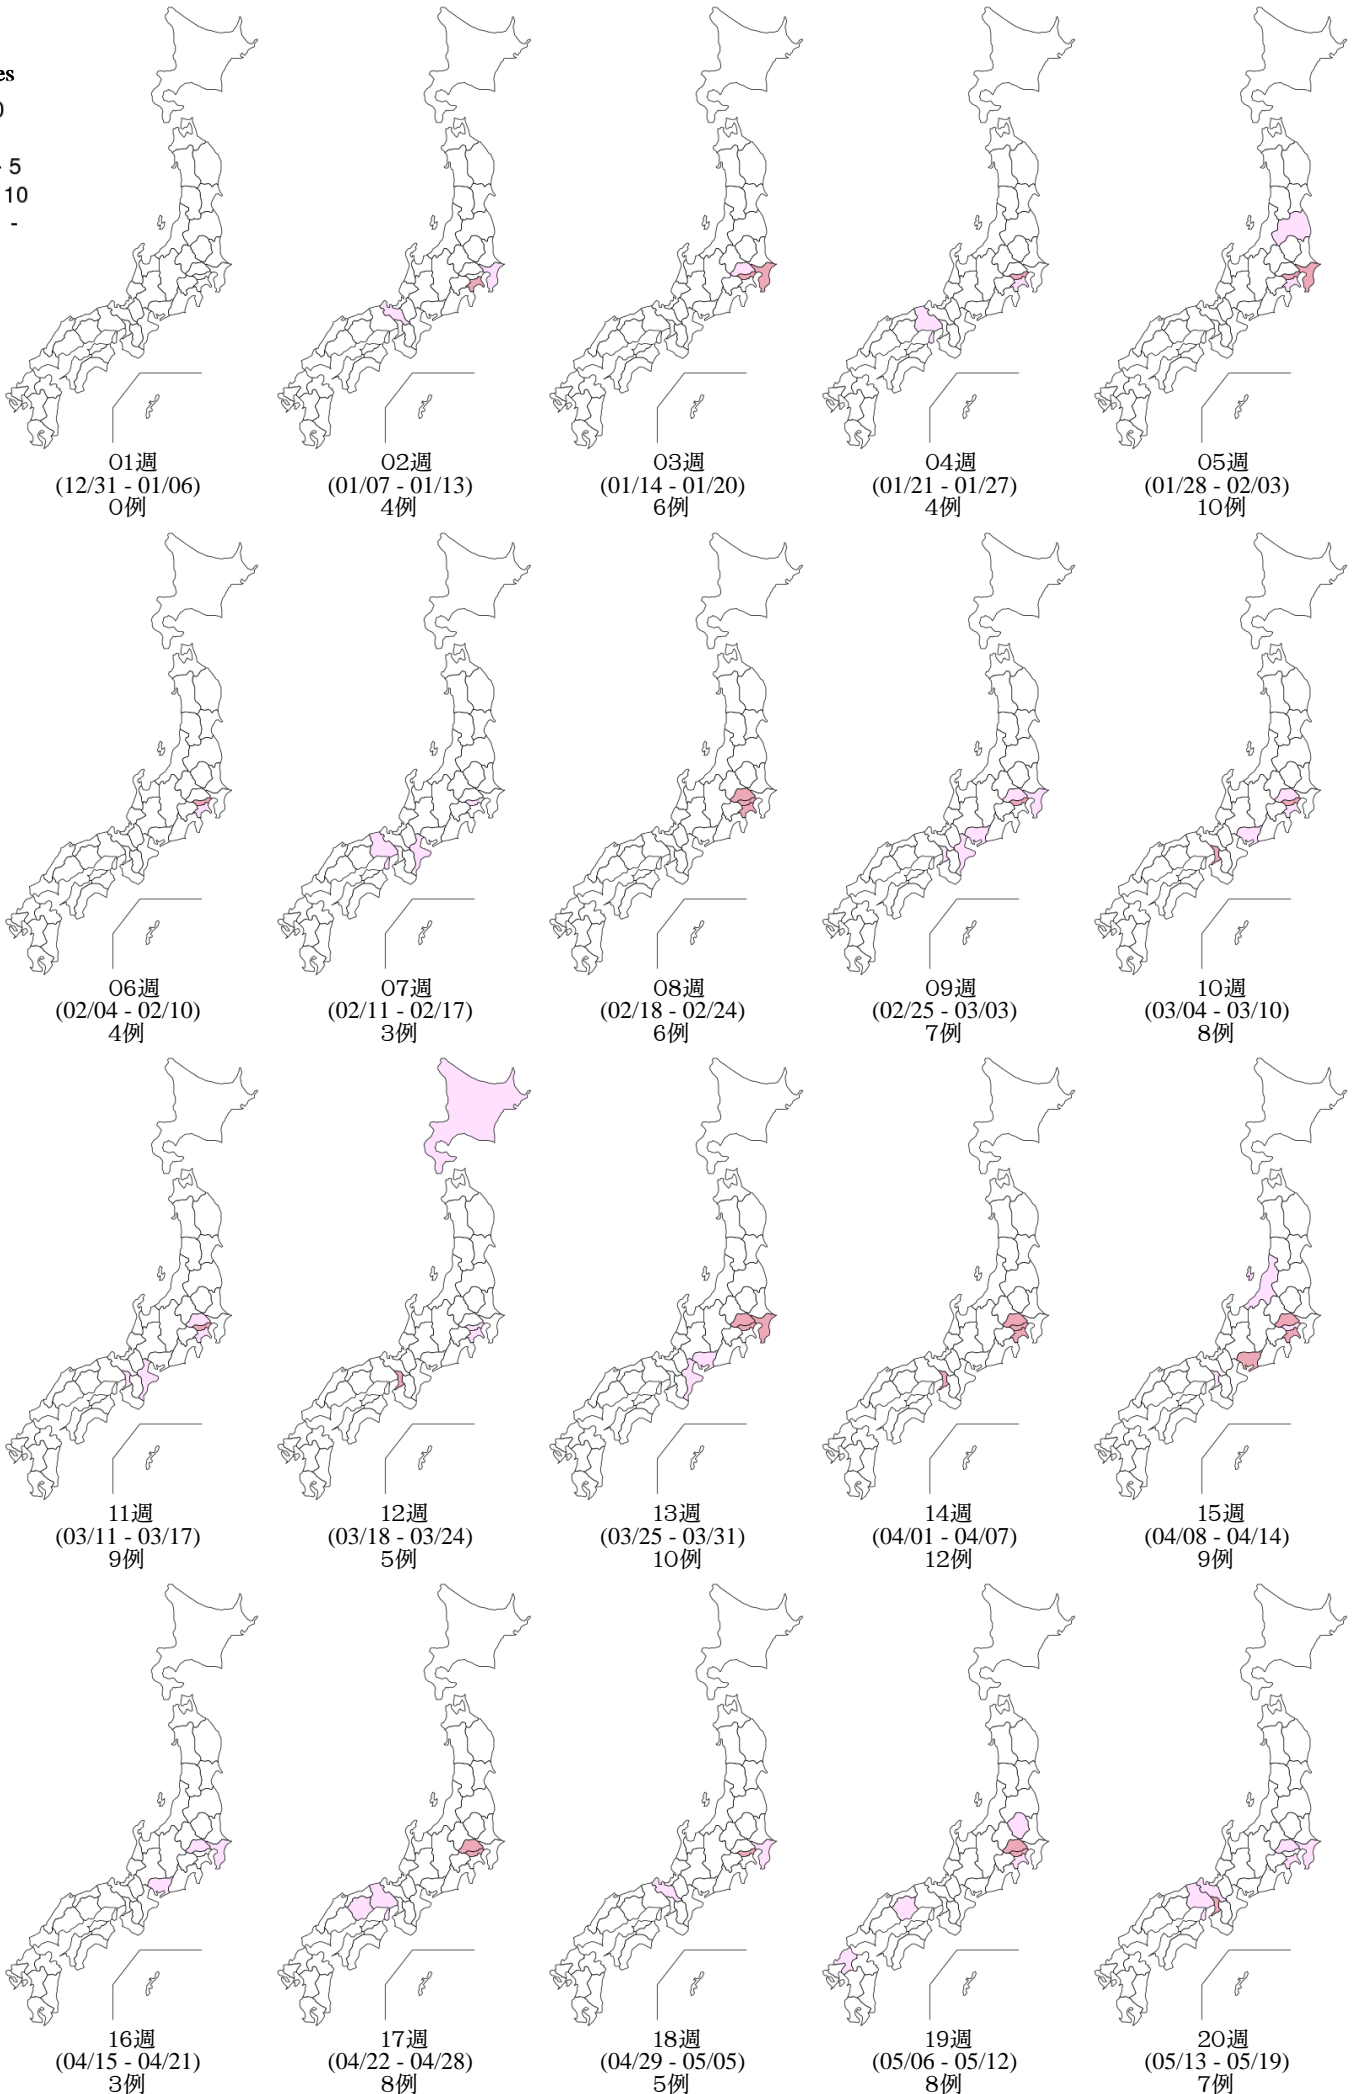 es
0
- 5
10
-
01週
(12/31 - 01/06)
0例
02週
(01/07 - 01/13)
4例
03週
(01/14 - 01/20)
6例
04週
(01/21 - 01/27)
4例
05週
(01/28 - 02/03)
10例
06週
(02/04 - 02/10)
4例
07週
(02/11 - 02/17)
3例
08週
(02/18 - 02/24)
6例
09週
(02/25 - 03/03)
7例
10週
(03/04 - 03/10)
8例
11週
(03/11 - 03/17)
9例
12週
(03/18 - 03/24)
5例
13週
(03/25 - 03/31)
10例
14週
(04/01 - 04/07)
12例
15週
(04/08 - 04/14)
9例
16週
(04/15 - 04/21)
3例
17週
(04/22 - 04/28)
8例
18週
(04/29 - 05/05)
5例
19週
(05/06 - 05/12)
8例
20週
(05/13 - 05/19)
7例